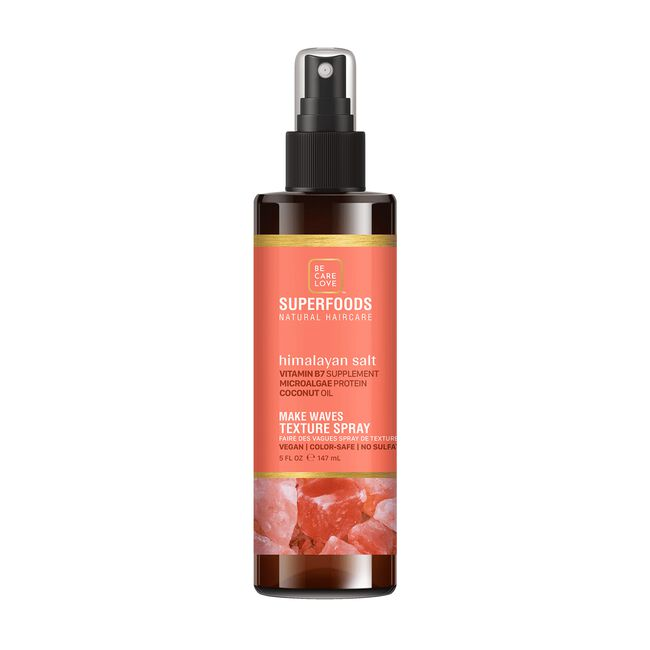 BE
CARE
LOVE™
SUPERFOODS
NATURAL HAIRCARE
himalayan salt
VITAMIN B7 SUPPLEMENT
MICROALGAE PROTEIN
COCONUT OIL
MAKE WAVES
TEXTURE SPRAY
FAIRE DES VAGUES SPRAY DE TEXTURE
VEGAN | COLOR-SAFE | NO SULFAT
5 FL OZ ℮ 147 mL